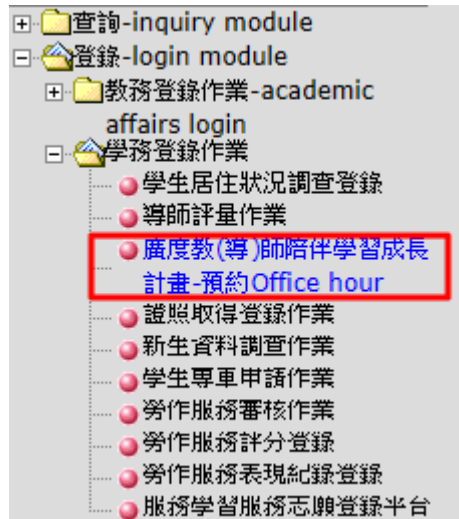 查詢-inquiry module
登錄-login module
教務登錄作業-academic
affairs login
學務登錄作業
學生居住狀況調查登錄
導師評量作業
廣度教(導)師陪伴學習成長
計畫-預約Office hour
證照取得登錄作業
新生資料調查作業
學生專車申請作業
勞作服務審核作業
勞作服務評分登錄
勞作服務表現紀錄登錄
服務學習服務志願登錄平台